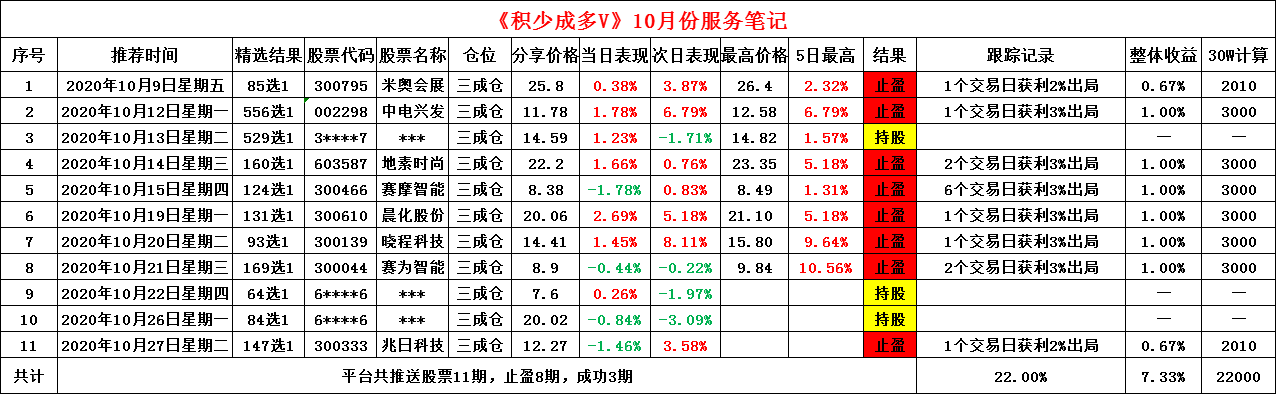 《积少成多V》10月份服务笔记
序号 推荐时间 精选结果 股票代码 股票名称 仓位 分享价格 当日表现 次日表现 最高价格 5日最高 结果 跟踪记录 整体收益 30W计算
1 2020年10月9日星期五 85选1 300795 米奥会展 三成仓 25.8 0.38% 3.87% 26.4 2.32% 止盈 1个交易日获利2%出局 0.67% 2010
2 2020年10月12日星期一 556选1 002298 中电兴发 三成仓 11.78 1.78% 6.79% 12.58 6.79% 止盈 1个交易日获利3%出局 1.00% 3000
3 2020年10月13日星期二 529选1 3****7 *** 三成仓 14.59 1.23% -1.71% 14.82 1.57% 持股 — —
4 2020年10月14日星期三 160选1 603587 地素时尚 三成仓 22.2 1.66% 0.76% 23.35 5.18% 止盈 2个交易日获利3%出局 1.00% 3000
5 2020年10月15日星期四 124选1 300466 赛摩智能 三成仓 8.38 -1.78% 0.83% 8.49 1.31% 止盈 6个交易日获利3%出局 1.00% 3000
6 2020年10月19日星期一 131选1 300610 晨化股份 三成仓 20.06 2.69% 5.18% 21.10 5.18% 止盈 1个交易日获利3%出局 1.00% 3000
7 2020年10月20日星期二 93选1 300139 晓程科技 三成仓 14.41 1.45% 8.11% 15.80 9.64% 止盈 1个交易日获利3%出局 1.00% 3000
8 2020年10月21日星期三 169选1 300044 赛为智能 三成仓 8.9 -0.44% -0.22% 9.84 10.56% 止盈 2个交易日获利3%出局 1.00% 3000
9 2020年10月22日星期四 64选1 6****6 *** 三成仓 7.6 0.26% -1.97% 持股 — —
10 2020年10月26日星期一 84选1 6****6 *** 三成仓 20.02 -0.84% -3.09% 持股 — —
11 2020年10月27日星期二 147选1 300333 兆日科技 三成仓 12.27 -1.46% 3.58% 止盈 1个交易日获利2%出局 0.67% 2010
共计 平台共推送股票11期，止盈8期，成功3期 22.00% 7.33% 22000